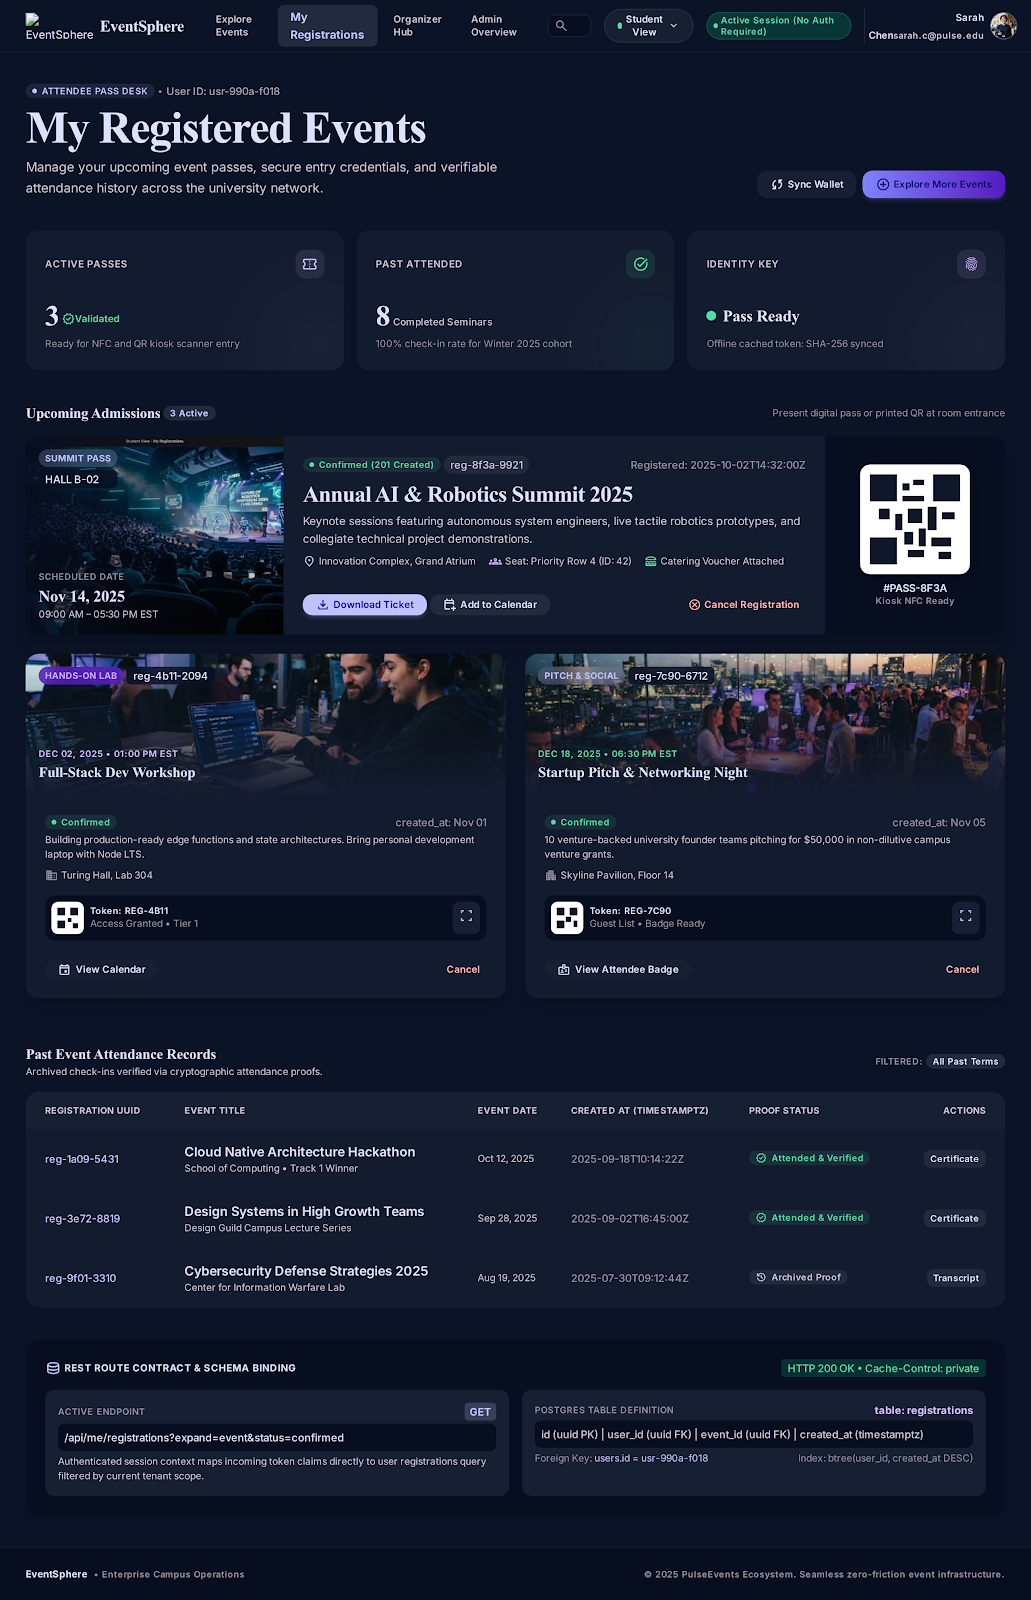 EventSphere
EventSphere
Explore
Events
My
Registrations
Organizer
Hub
Admin
Overview
Student
View
Active Session (No Auth
Required)
Sarah
Chen sarah.c@pulse.edu
ATTENDEE PASS DESK • User ID: usr-990a-f018
My Registered Events
Manage your upcoming event passes, secure entry credentials, and verifiable
attendance history across the university network.
Sync Wallet
Explore More Events
ACTIVE PASSES
3 Validated
Ready for NFC and QR kiosk scanner entry
PAST ATTENDED
8 Completed Seminars
100% check-in rate for Winter 2025 cohort
IDENTITY KEY
Pass Ready
Offline cached token: SHA-256 synced
Upcoming Admissions 3 Active
Present digital pass or printed QR at room entrance
Student View · My Registrations
SUMMIT PASS
HALL B-02
SCHEDULED DATE
Nov 14, 2025
09:00 AM – 05:30 PM EST
Confirmed (201 Created) reg-8f3a-9921
Registered: 2025-10-02T14:32:00Z
Annual AI & Robotics Summit 2025
Keynote sessions featuring autonomous system engineers, live tactile robotics prototypes, and
collegiate technical project demonstrations.
Innovation Complex, Grand Atrium Seat: Priority Row 4 (ID: 42) Catering Voucher Attached
Download Ticket Add to Calendar Cancel Registration
#PASS-8F3A
Kiosk NFC Ready
HANDS-ON LAB reg-4b11-2094
DEC 02, 2025 • 01:00 PM EST
Full-Stack Dev Workshop
Confirmed created_at: Nov 01
Building production-ready edge functions and state architectures. Bring personal development
laptop with Node LTS.
Turing Hall, Lab 304
Token: REG-4B11
Access Granted • Tier 1
View Calendar Cancel
PITCH & SOCIAL reg-7c90-6712
DEC 18, 2025 • 06:30 PM EST
Startup Pitch & Networking Night
Confirmed created_at: Nov 05
10 venture-backed university founder teams pitching for $50,000 in non-dilutive campus
venture grants.
Skyline Pavilion, Floor 14
Token: REG-7C90
Guest List • Badge Ready
View Attendee Badge Cancel
Past Event Attendance Records
Archived check-ins verified via cryptographic attendance proofs.
FILTERED: All Past Terms
REGISTRATION UUID EVENT TITLE EVENT DATE CREATED AT (TIMESTAMPTZ) PROOF STATUS ACTIONS
reg-1a09-5431 Cloud Native Architecture Hackathon Oct 12, 2025 2025-09-18T10:14:22Z Attended & Verified Certificate
School of Computing • Track 1 Winner
reg-3e72-8819 Design Systems in High Growth Teams Sep 28, 2025 2025-09-02T16:45:00Z Attended & Verified Certificate
Design Guild Campus Lecture Series
reg-9f01-3310 Cybersecurity Defense Strategies 2025 Aug 19, 2025 2025-07-30T09:12:44Z Archived Proof Transcript
Center for Information Warfare Lab
REST ROUTE CONTRACT & SCHEMA BINDING
HTTP 200 OK • Cache-Control: private
ACTIVE ENDPOINT GET
/api/me/registrations?expand=event&status=confirmed
Authenticated session context maps incoming token claims directly to user registrations query
filtered by current tenant scope.
POSTGRES TABLE DEFINITION table: registrations
id (uuid PK) | user_id (uuid FK) | event_id (uuid FK) | created_at (timestamptz)
Foreign Key: users.id = usr-990a-f018 Index: btree(user_id, created_at DESC)
EventSphere • Enterprise Campus Operations
© 2025 PulseEvents Ecosystem. Seamless zero-friction event infrastructure.